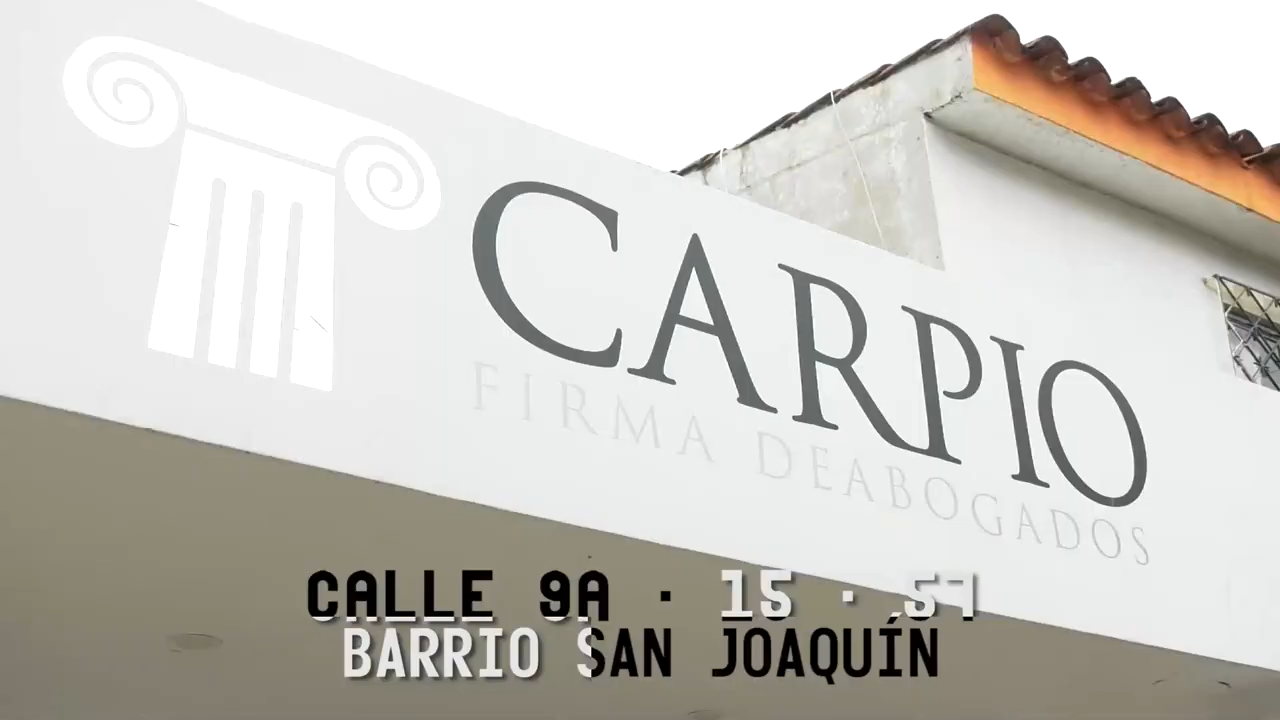 CARPIO
FIRMA DEABOGADOS
CALLE 9A · 15 · 57
BARRIO SAN JOAQUÍN